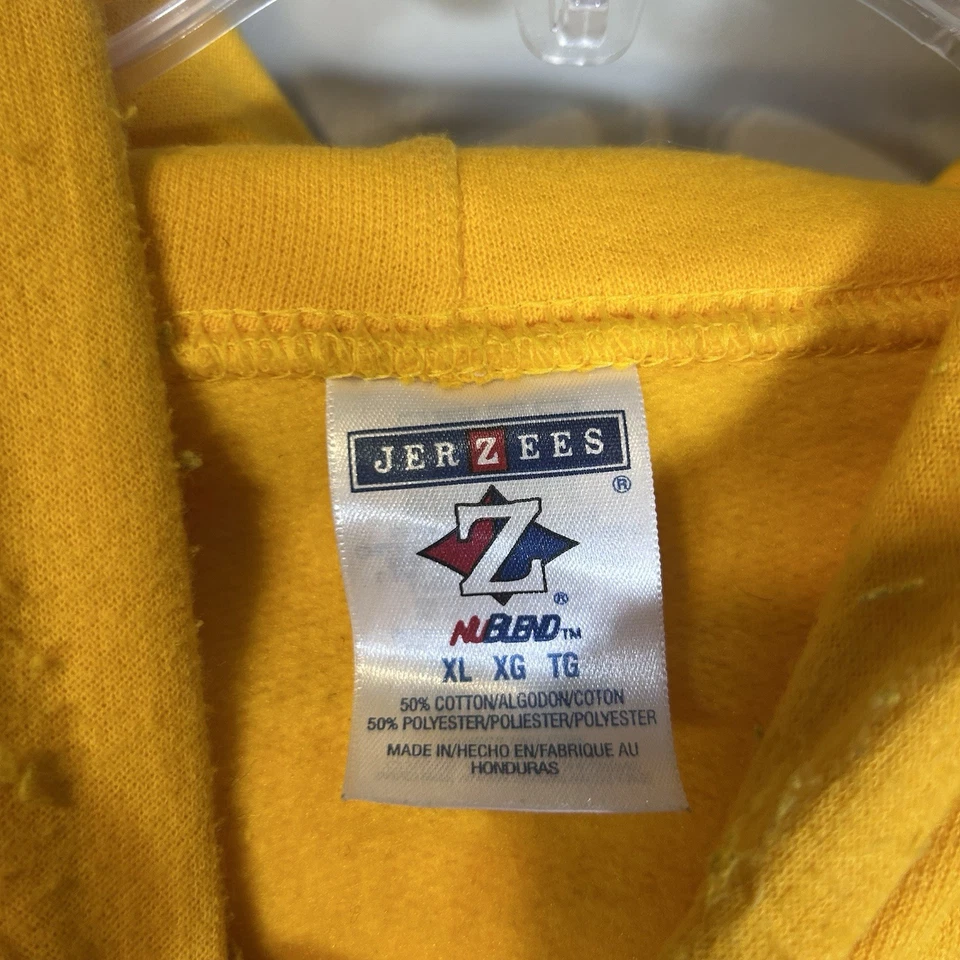 JERZEES
®
Z
®
NUBLEND™
XL XG TG
50% COTTON/ALGODON/COTON
50% POLYESTER/POLIESTER/POLYESTER
MADE IN/HECHO EN/FABRIQUE AU
HONDURAS